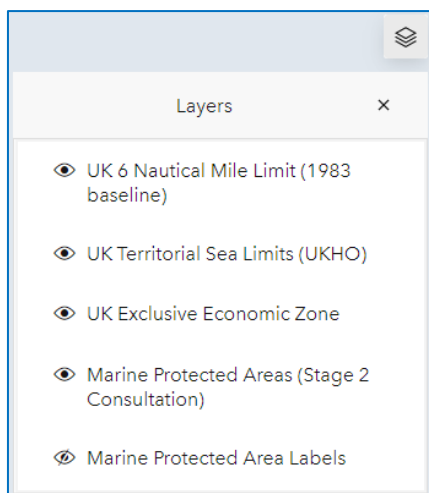 Layers ×
UK 6 Nautical Mile Limit (1983
baseline)
UK Territorial Sea Limits (UKHO)
UK Exclusive Economic Zone
Marine Protected Areas (Stage 2
Consultation)
Marine Protected Area Labels